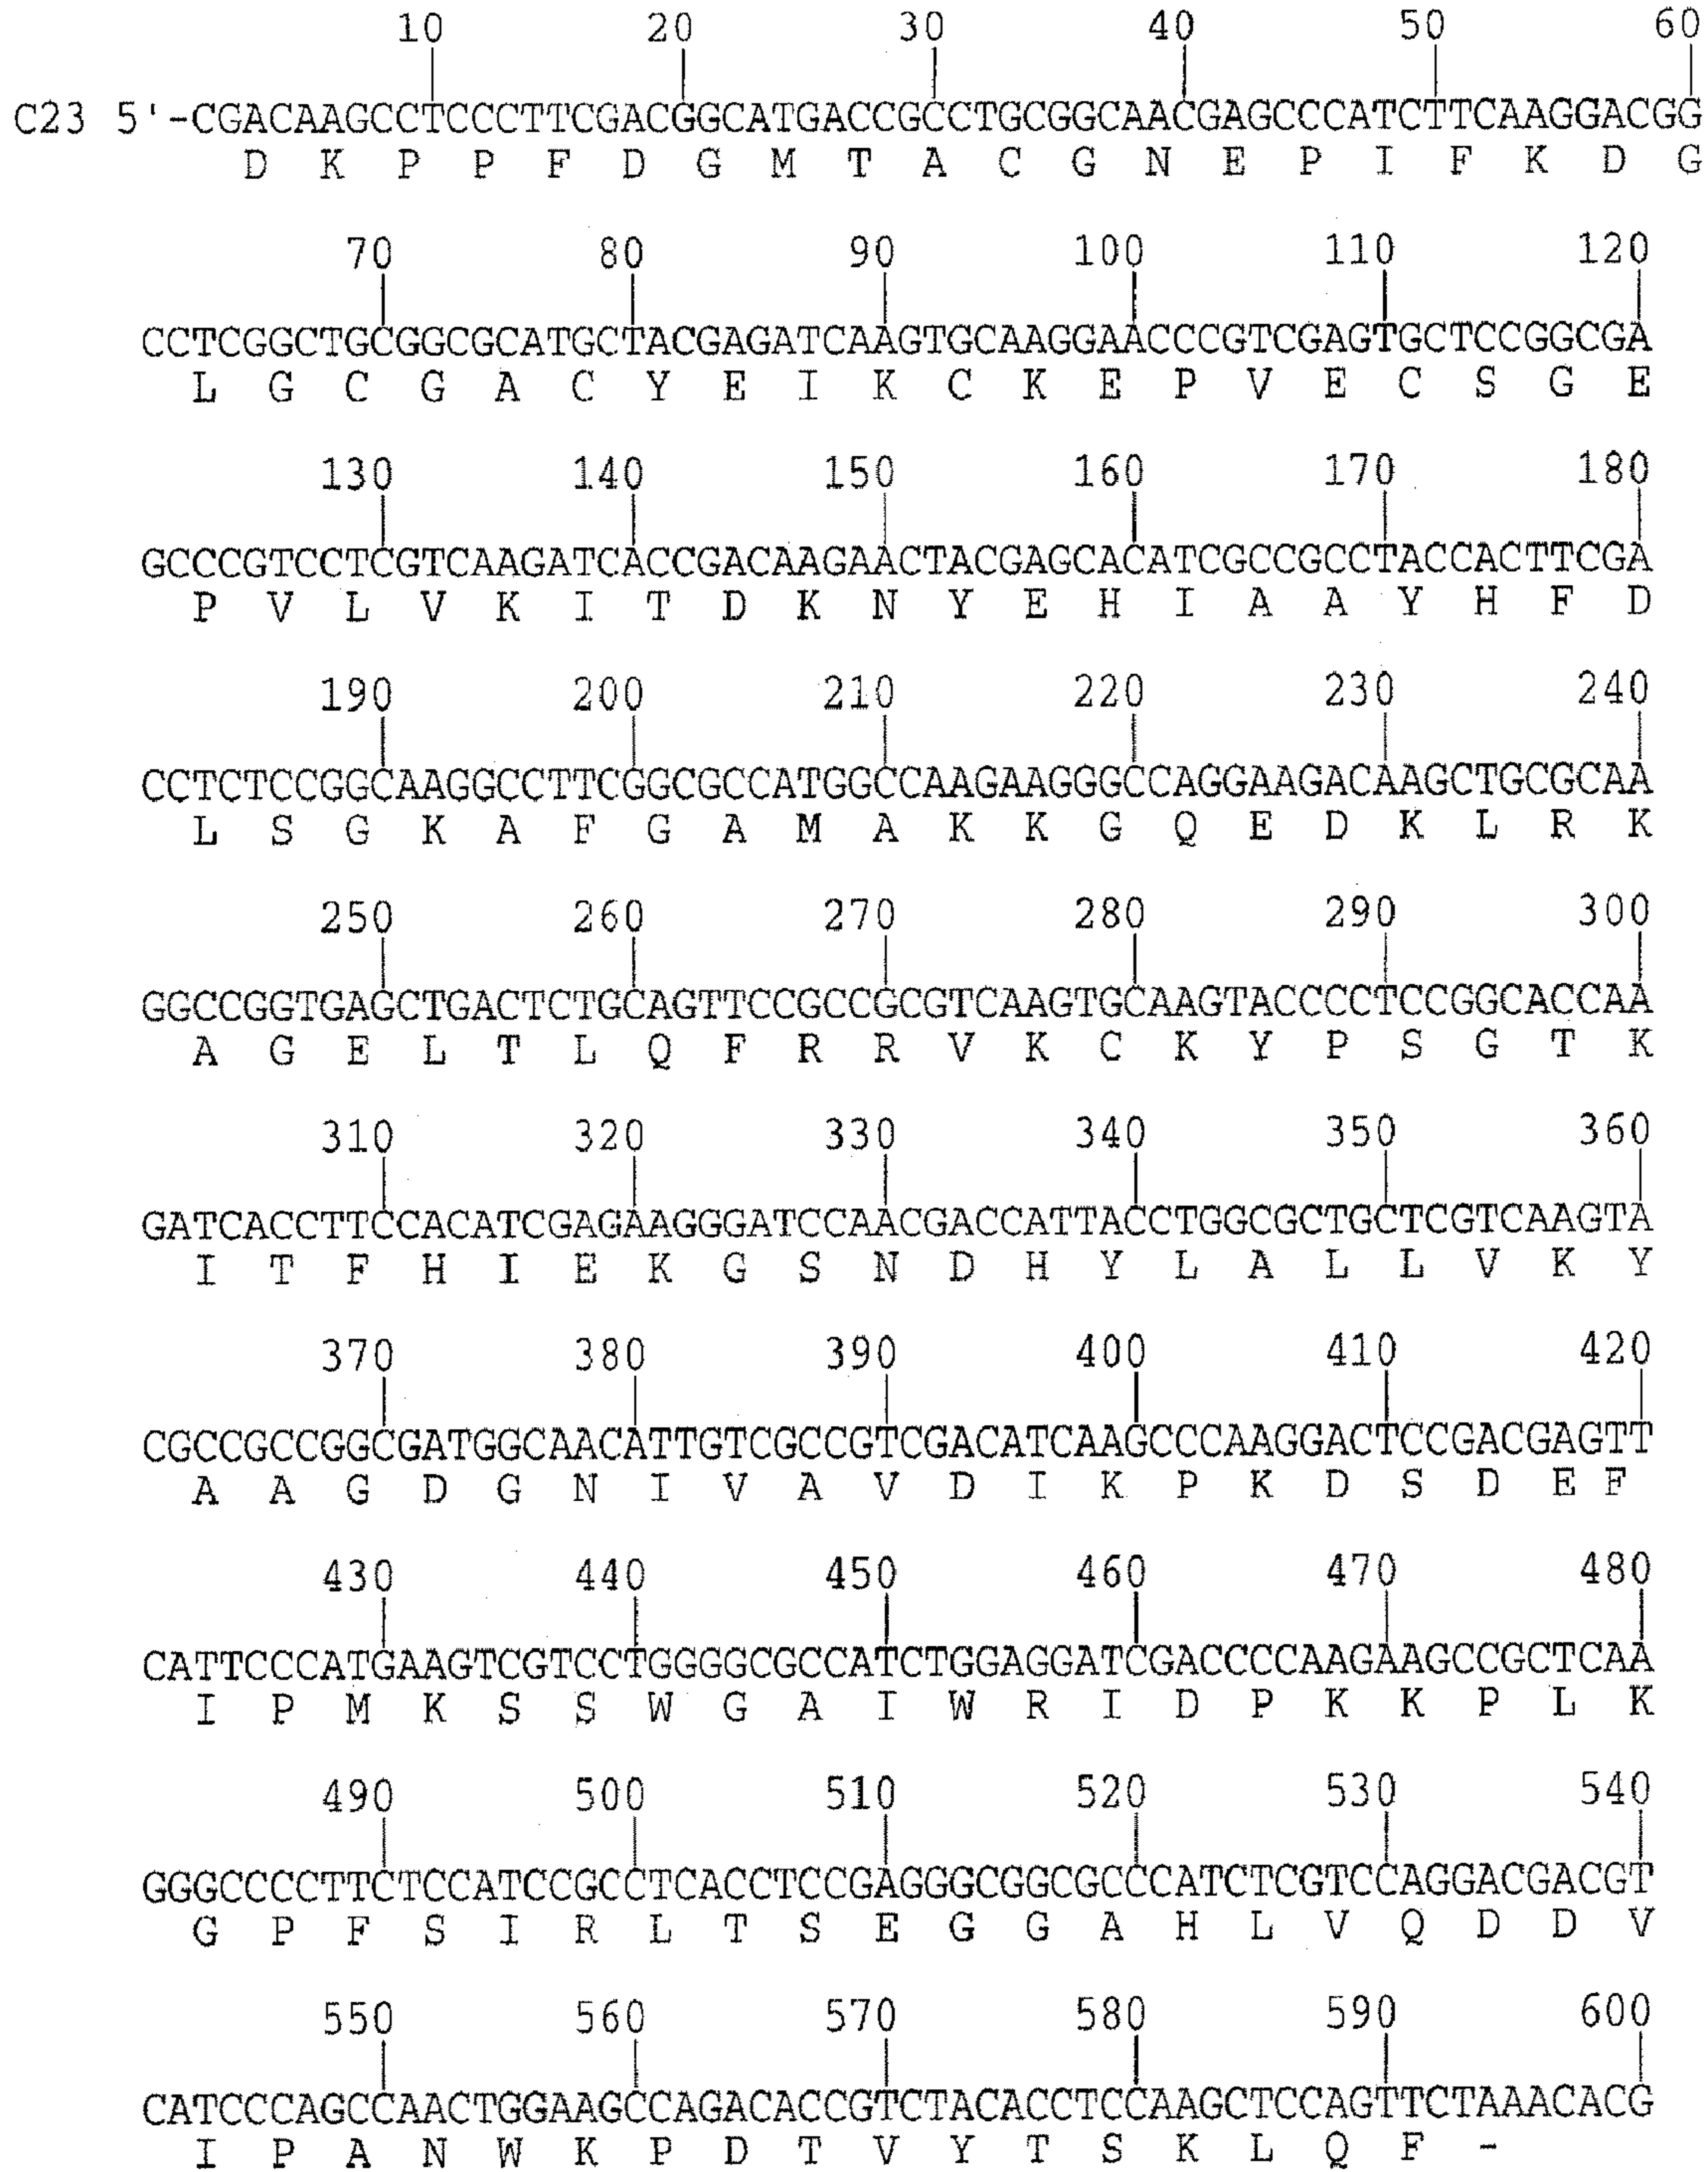 10 20 30 40 50 60
C23 5'-CGACAAGCCTCCCTTCGACGGCATGACCGCCTGCGGCAACGAGCCCATCTTCAAGGACGG
D K P P F D G M T A C G N E P I F K D G
70 80 90 100 110 120
CCTCGGCTGCGGCGCATGCTACGAGATCAAGTGCAAGGAACCCGTCGAGTGCTCCGGCGA
L G C G A C Y E I K C K E P V E C S G E
130 140 150 160 170 180
GCCCGTCCTCGTCAAGATCACCGACAAGAACTACGAGCACATCGCCGCCTACCACTTCGA
P V L V K I T D K N Y E H I A A Y H F D
190 200 210 220 230 240
CCTCTCCGGCAAGGCCTTCGGCGCCATGGCCAAGAAGGGCCAGGAAGACAAGCTGCGCAA
L S G K A F G A M A K K G Q E D K L R K
250 260 270 280 290 300
GGCCGGTGAGCTGACTCTGCAGTTCCGCCGCGTCAAGTGCAAGTACCCCTCCGGCACCAA
A G E L T L Q F R R V K C K Y P S G T K
310 320 330 340 350 360
GATCACCTTCCACATCGAGAAGGGATCCAACGACCATTACCTGGCGCTGCTCGTCAAGTA
I T F H I E K G S N D H Y L A L L V K Y
370 380 390 400 410 420
CGCCGCCGGCGATGGCAACATTGTCGCCGTCGACATCAAGCCCAAGGACTCCGACGAGTT
A A G D G N I V A V D I K P K D S D E F
430 440 450 460 470 480
CATTCCCATGAAGTCGTCCTGGGGCGCCATCTGGAGGATCGACCCCAAGAAGCCGCTCAA
I P M K S S W G A I W R I D P K K P L K
490 500 510 520 530 540
GGGCCCCTTCTCCATCCGCCTCACCTCCGAGGGCGGCGCCCATCTCGTCCAGGACGACGT
G P F S I R L T S E G G A H L V Q D D V
550 560 570 580 590 600
CATCCCAGCCAACTGGAAGCCAGACACCGTCTACACCTCCAAGCTCCAGTTCTAAACACG
I P A N W K P D T V Y T S K L Q F -